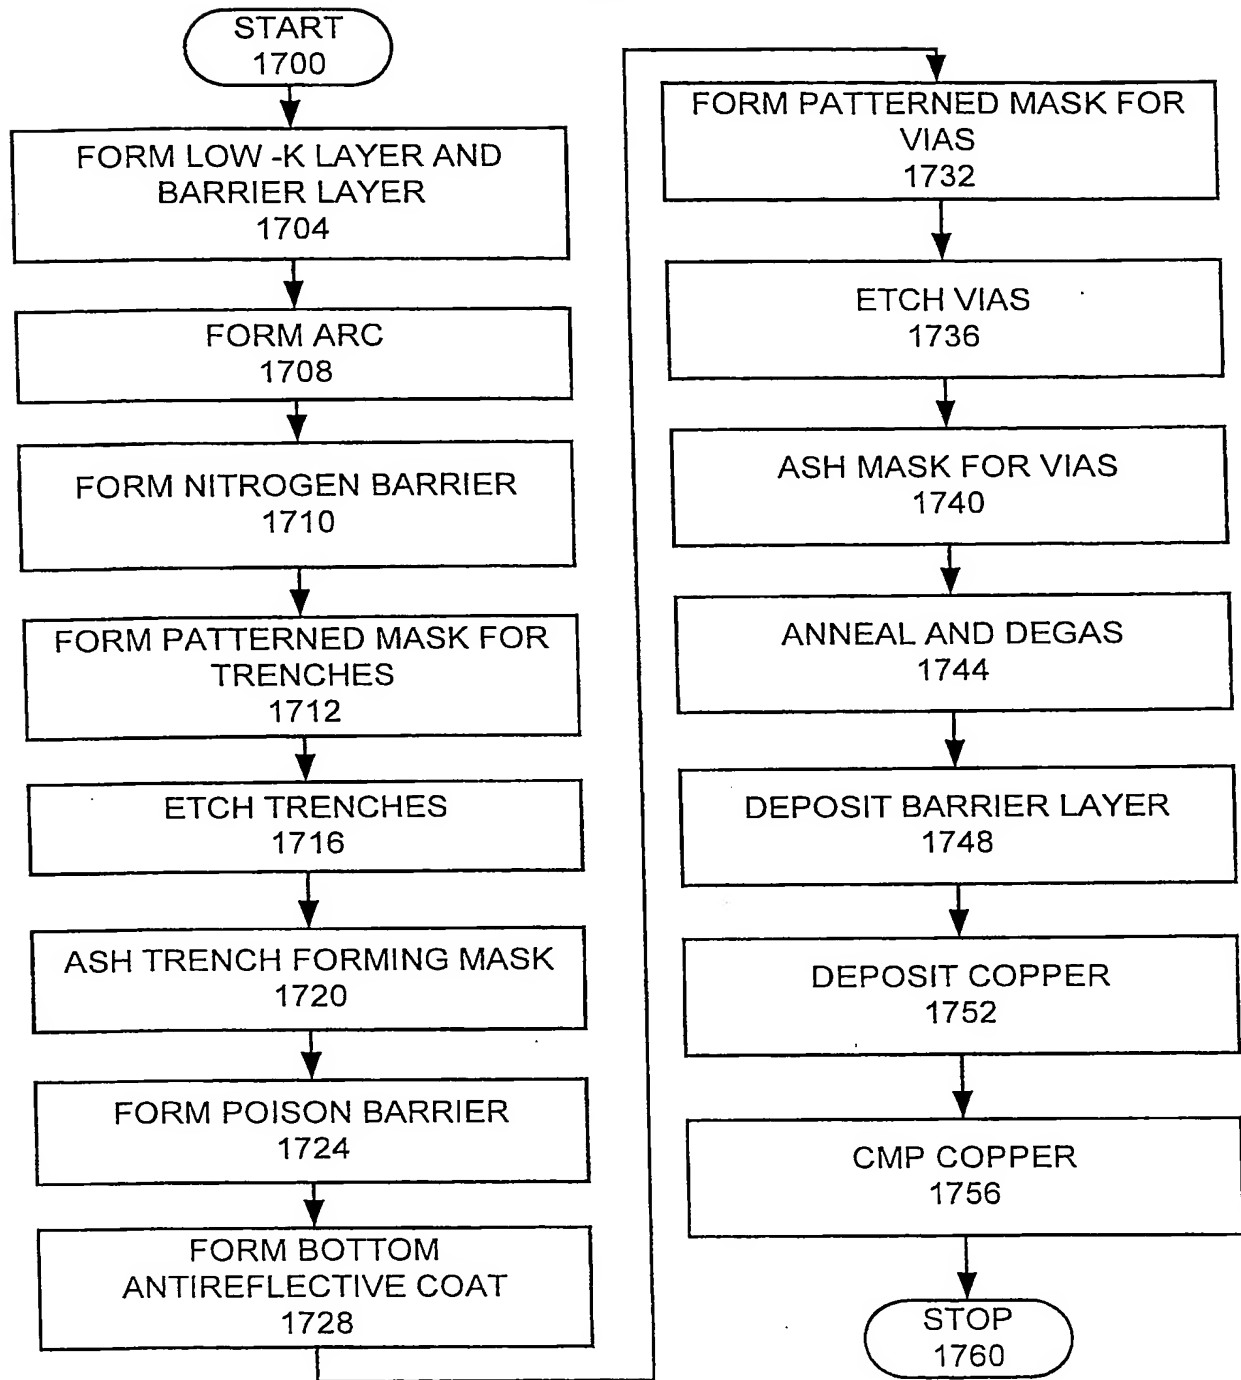 START
1700
FORM LOW -K LAYER AND
BARRIER LAYER
1704
FORM ARC
1708
FORM NITROGEN BARRIER
1710
FORM PATTERNED MASK FOR
TRENCHES
1712
ETCH TRENCHES
1716
ASH TRENCH FORMING MASK
1720
FORM POISON BARRIER
1724
FORM BOTTOM
ANTIREFLECTIVE COAT
1728
FORM PATTERNED MASK FOR
VIAS
1732
ETCH VIAS
1736
ASH MASK FOR VIAS
1740
ANNEAL AND DEGAS
1744
DEPOSIT BARRIER LAYER
1748
DEPOSIT COPPER
1752
CMP COPPER
1756
STOP
1760